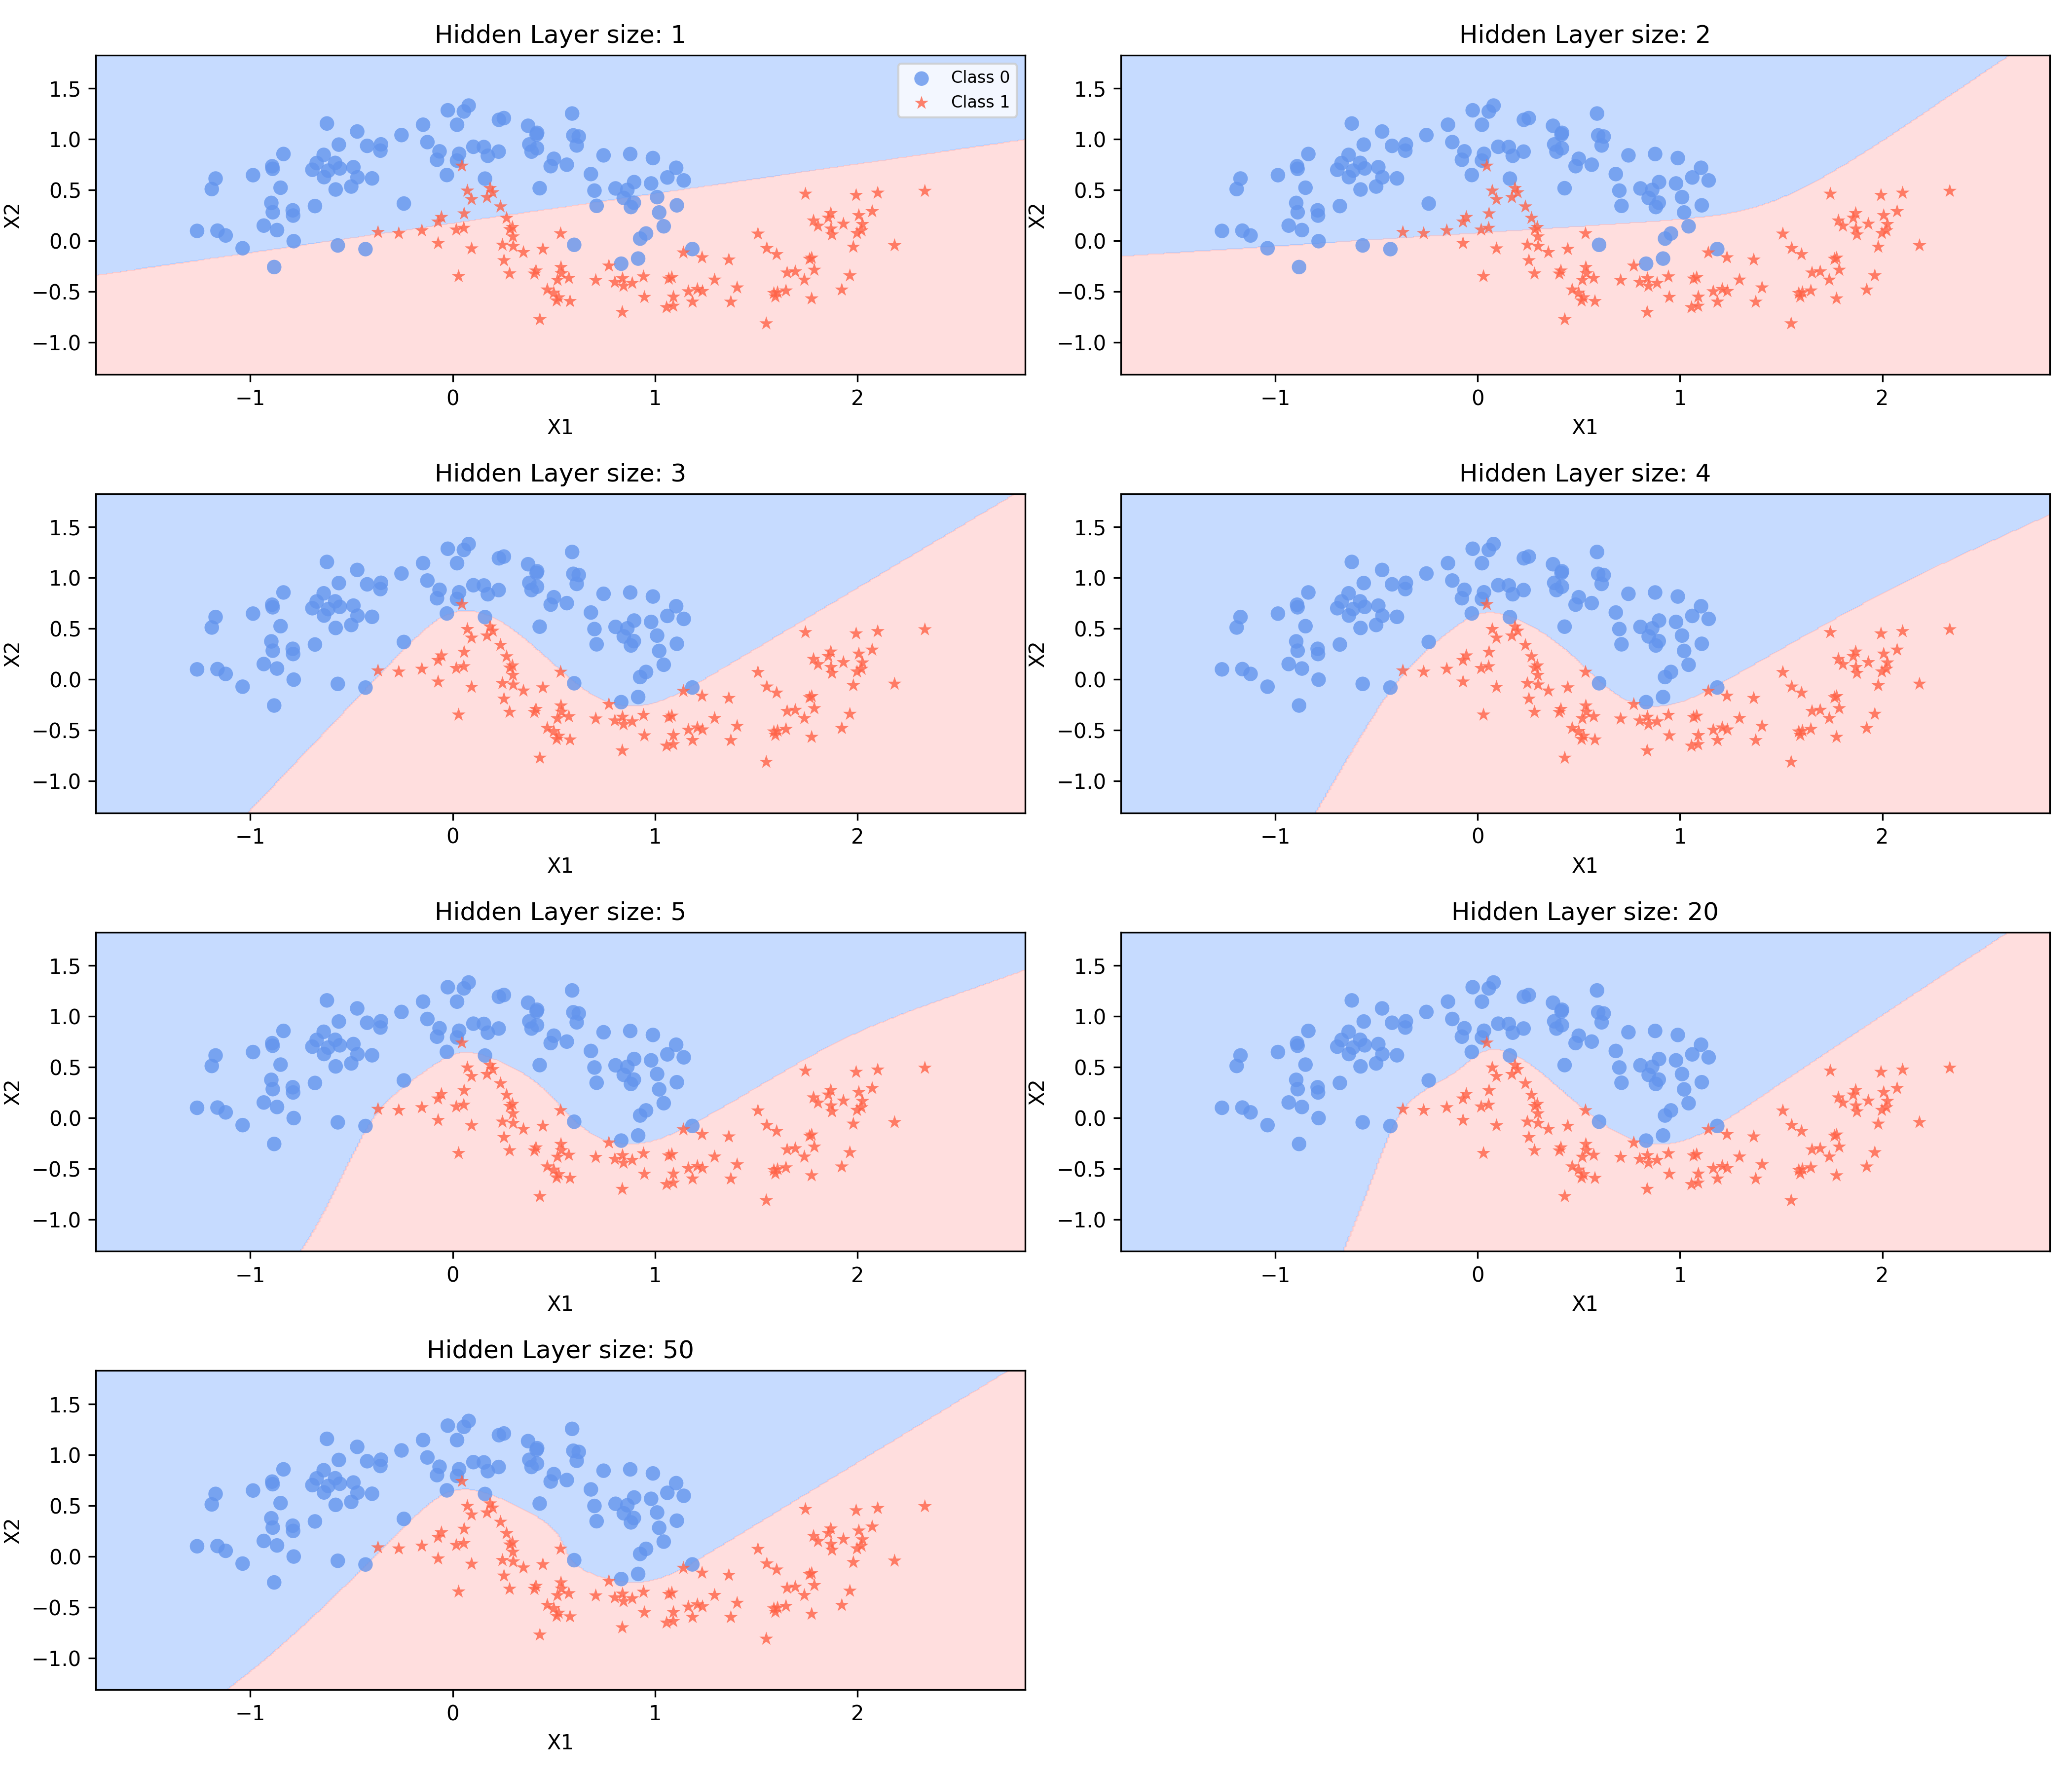 Hidden Layer size: 1
Class 0
Class 1
1.5
1.0
0.5
0.0
−0.5
−1.0
X2
−1 0 1 2
X1
Hidden Layer size: 2
1.5
1.0
0.5
0.0
−0.5
−1.0
X2
−1 0 1 2
X1
Hidden Layer size: 3
1.5
1.0
0.5
0.0
−0.5
−1.0
X2
−1 0 1 2
X1
Hidden Layer size: 4
1.5
1.0
0.5
0.0
−0.5
−1.0
X2
−1 0 1 2
X1
Hidden Layer size: 5
1.5
1.0
0.5
0.0
−0.5
−1.0
X2
−1 0 1 2
X1
Hidden Layer size: 20
1.5
1.0
0.5
0.0
−0.5
−1.0
X2
−1 0 1 2
X1
Hidden Layer size: 50
1.5
1.0
0.5
0.0
−0.5
−1.0
X2
−1 0 1 2
X1